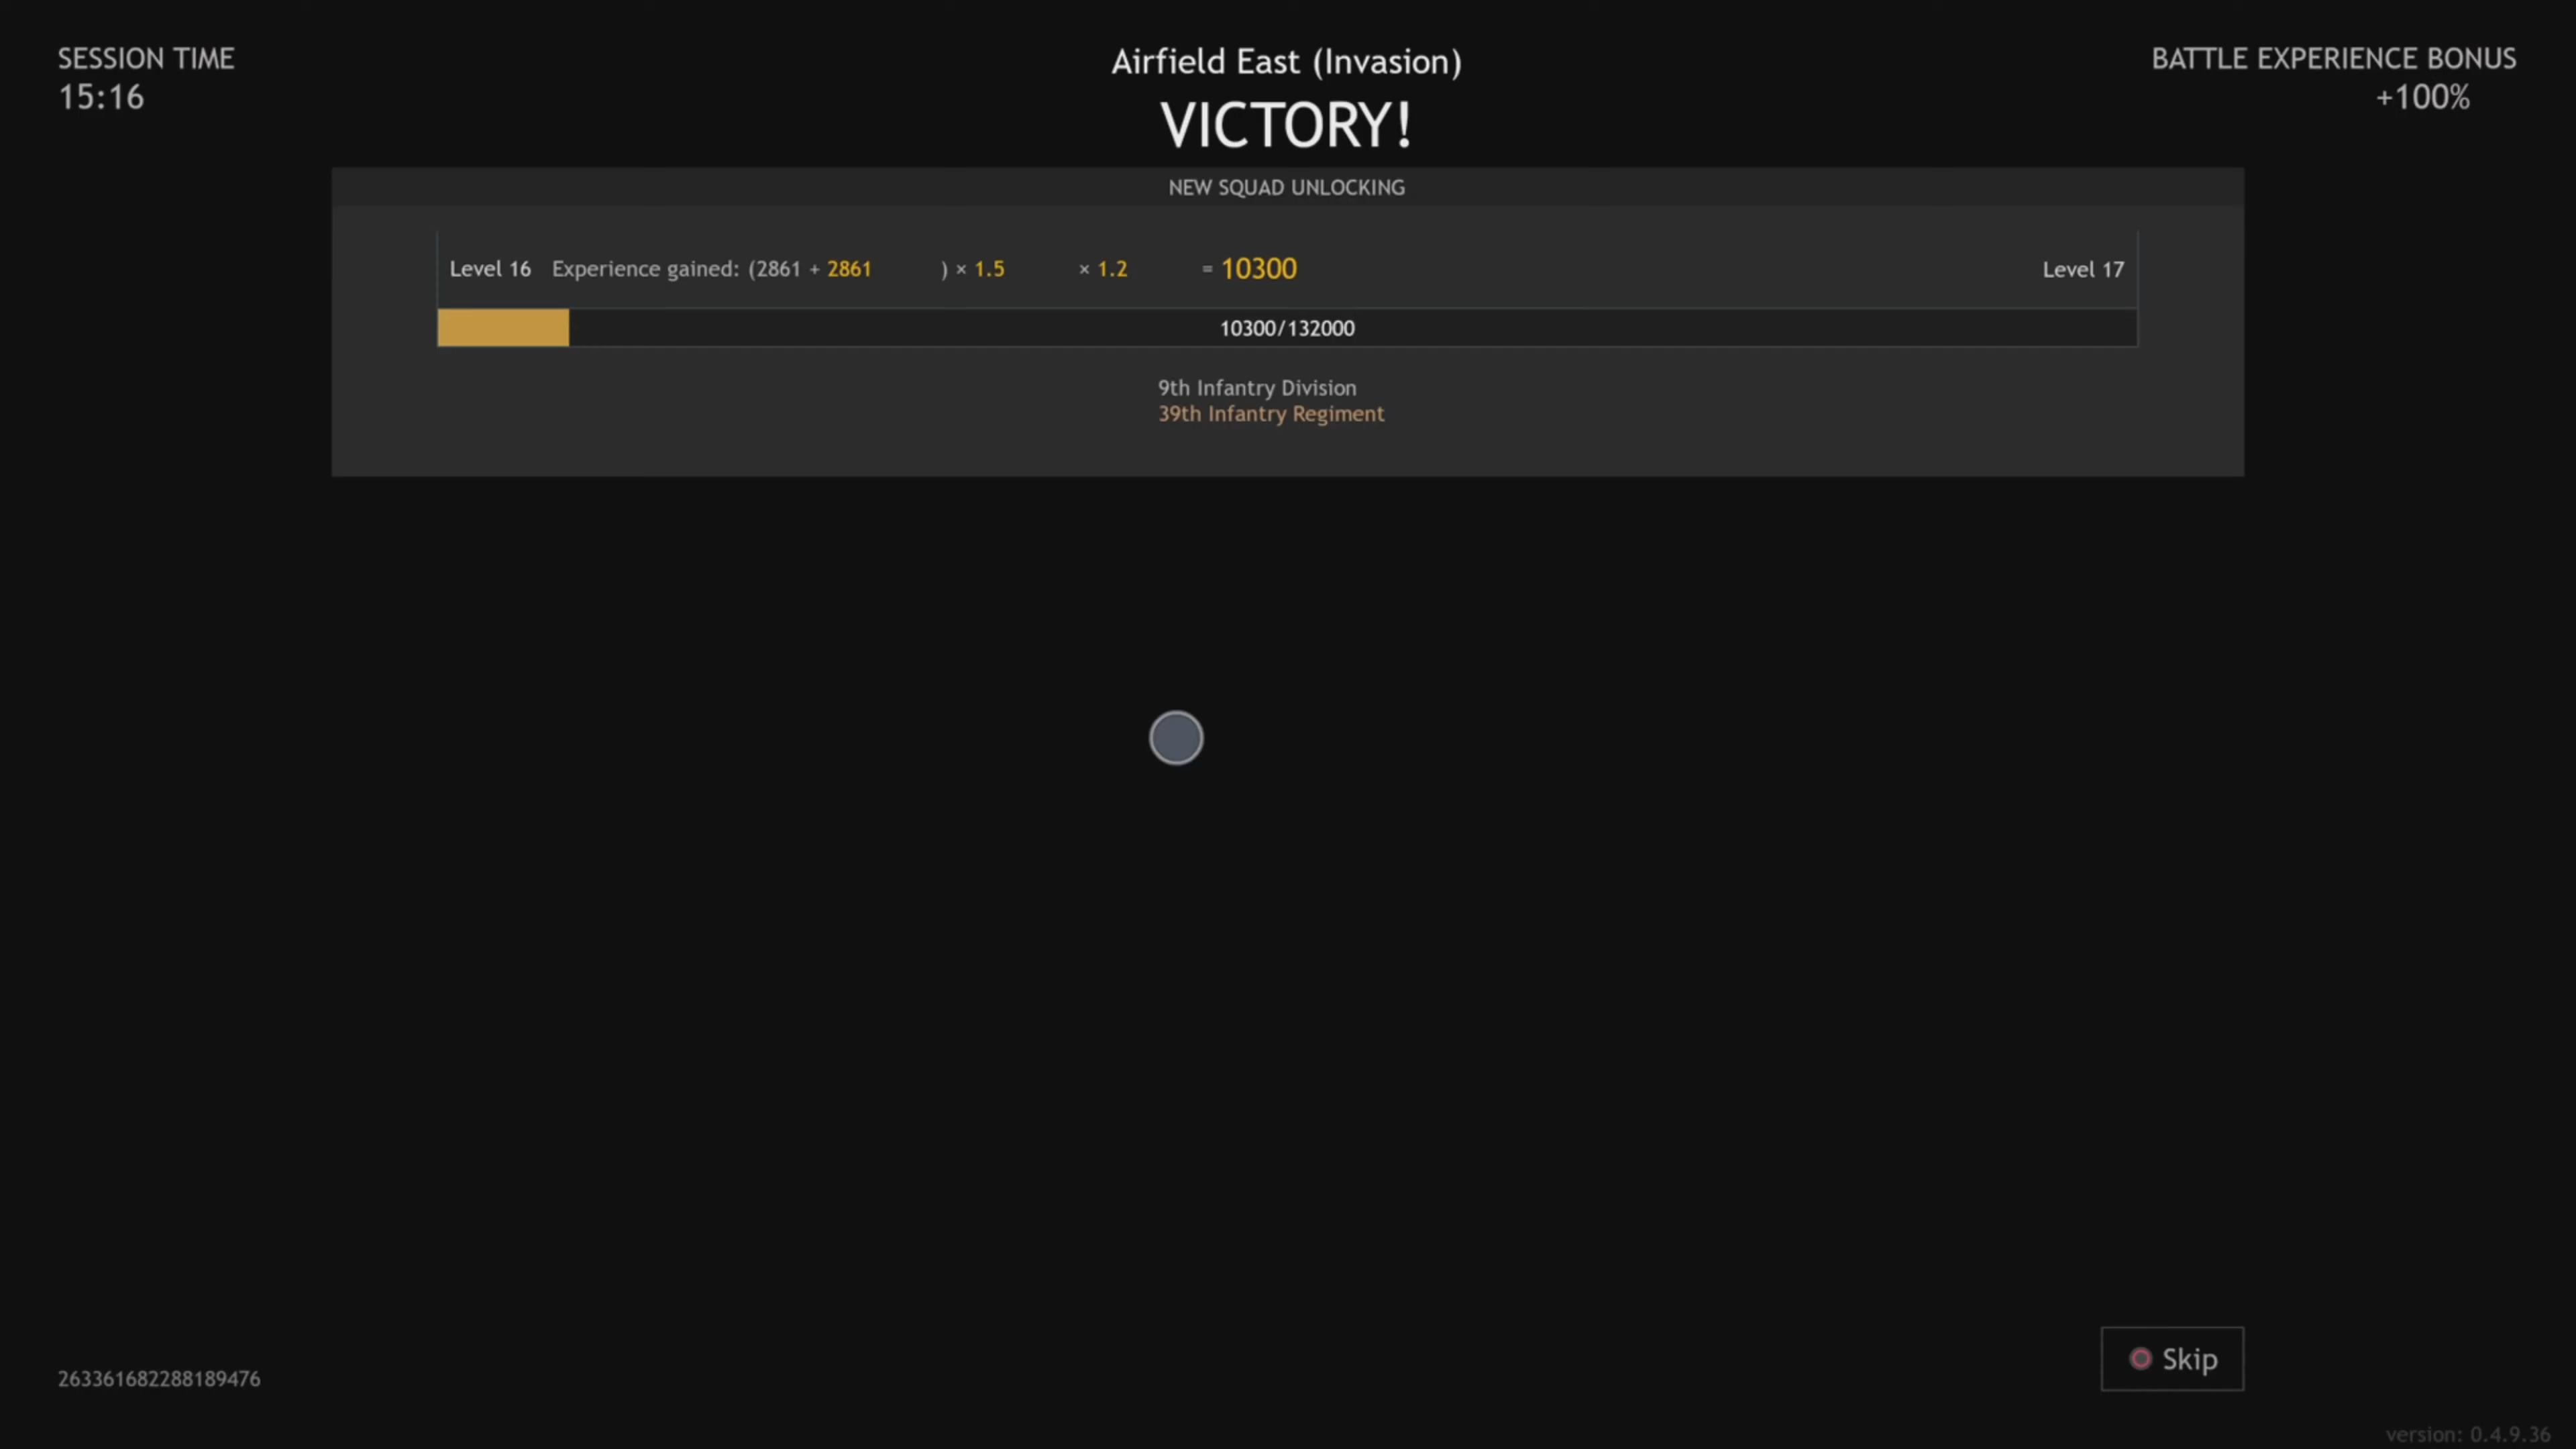 SESSION TIME
15:16
Airfield East (Invasion)
VICTORY!
BATTLE EXPERIENCE BONUS
+100%
NEW SQUAD UNLOCKING
Level 16 Experience gained: (2861 + 2861 ) × 1.5 × 1.2 = 10300 Level 17
10300/132000
9th Infantry Division
39th Infantry Regiment
Skip
263361682288189476
version: 0.4.9.36